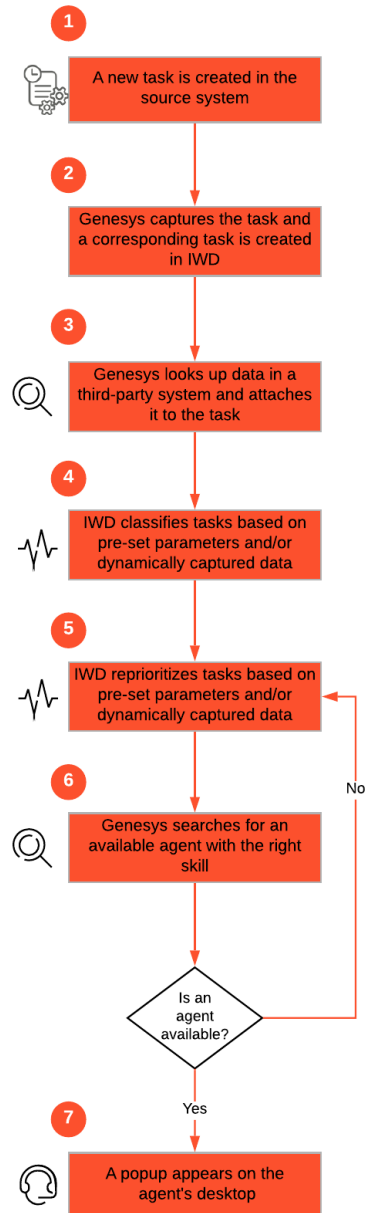 1
A new task is created in the
source system
2
Genesys captures the task and
a corresponding task is created
in IWD
3
Genesys looks up data in a
third-party system and attaches
it to the task
4
IWD classifies tasks based on
pre-set parameters and/or
dynamically captured data
5
IWD reprioritizes tasks based on
pre-set parameters and/or
dynamically captured data
6
No
Genesys searches for an
available agent with the right
skill
Is an
agent
available?
Yes
7
A popup appears on the
agent's desktop